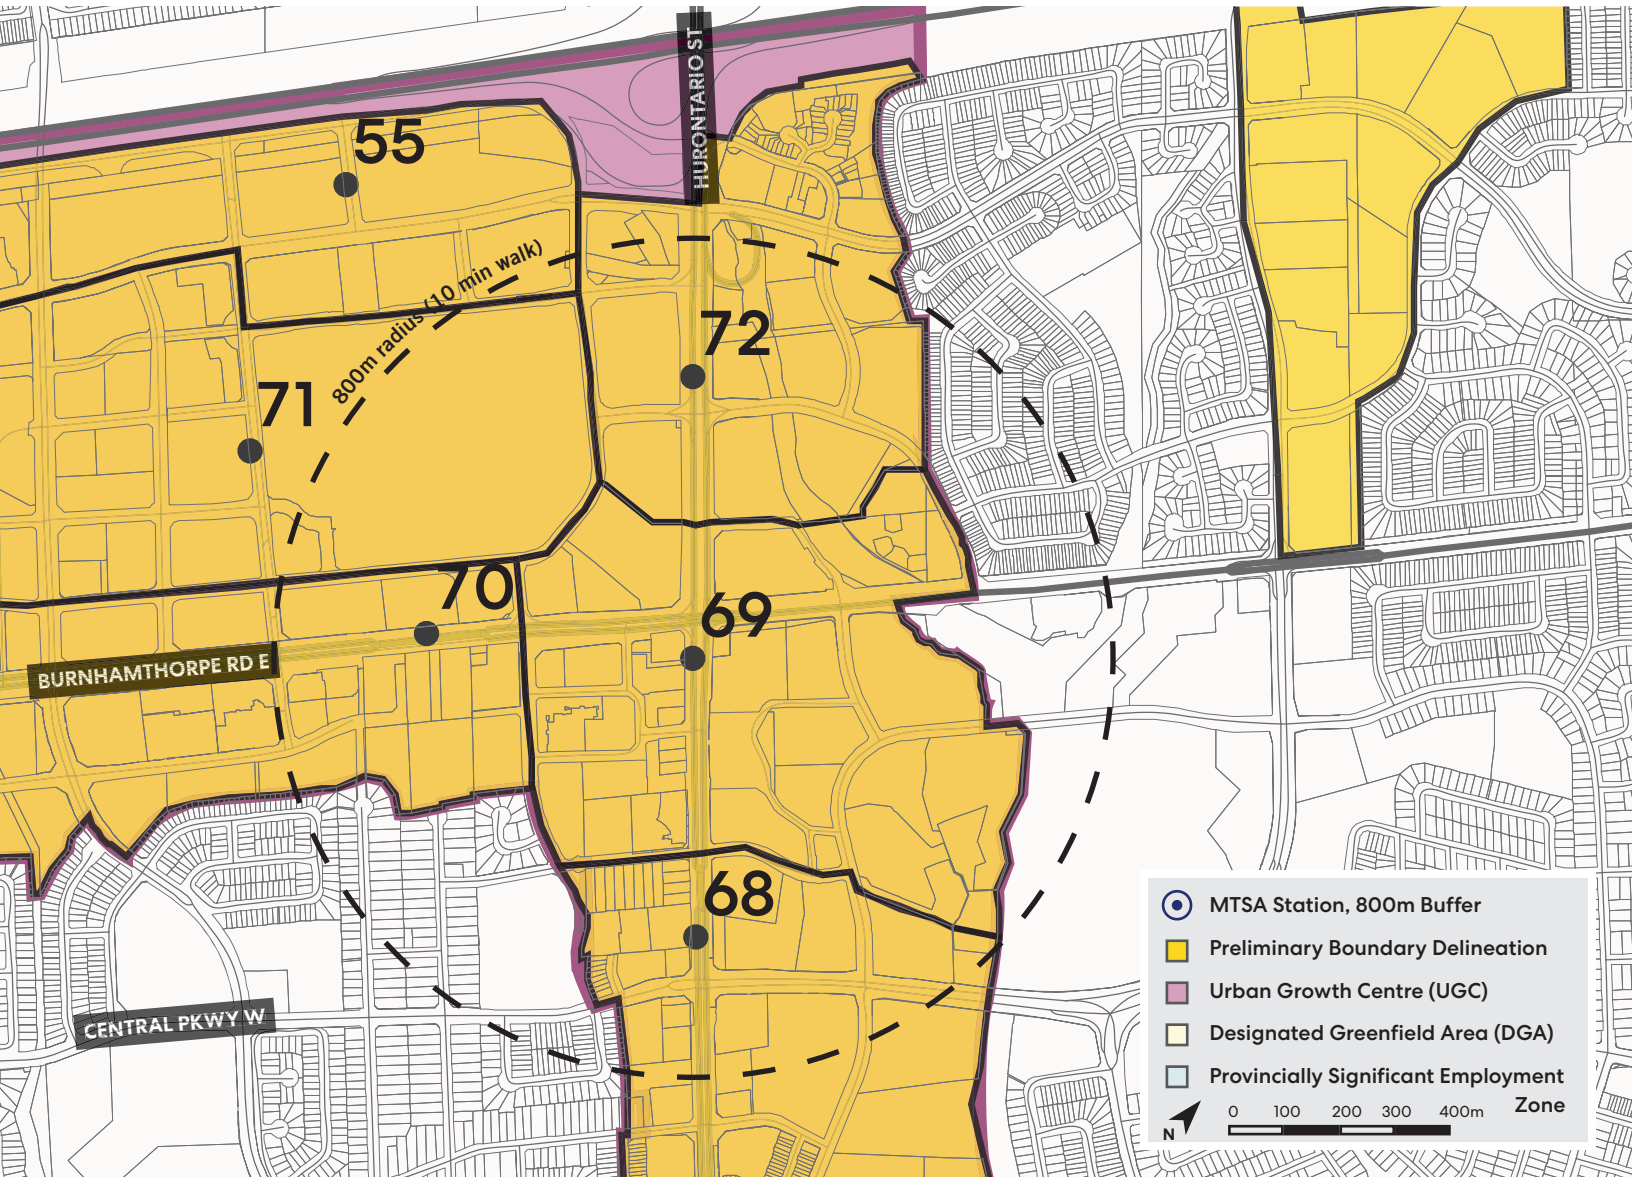 HURONTARIO ST
55
800m radius (10 min walk)
72
71
70
69
BURNHAMTHORPE RD E
68
CENTRAL PKWY W
MTSA Station, 800m Buffer
Preliminary Boundary Delineation
Urban Growth Centre (UGC)
Designated Greenfield Area (DGA)
Provincially Significant Employment
Zone
0 100 200 300 400m
N